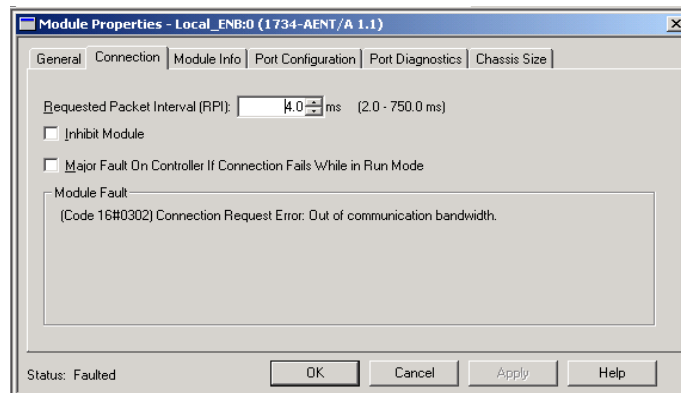 Module Properties - Local_ENB:0 (1734-AENT/A 1.1)
General Connection Module Info Port Configuration Port Diagnostics Chassis Size
Requested Packet Interval (RPI): 4.0 ms (2.0 - 750.0 ms)
Inhibit Module
Major Fault On Controller If Connection Fails While in Run Mode
Module Fault
(Code 16#0302) Connection Request Error: Out of communication bandwidth.
Status: Faulted OK Cancel Apply Help